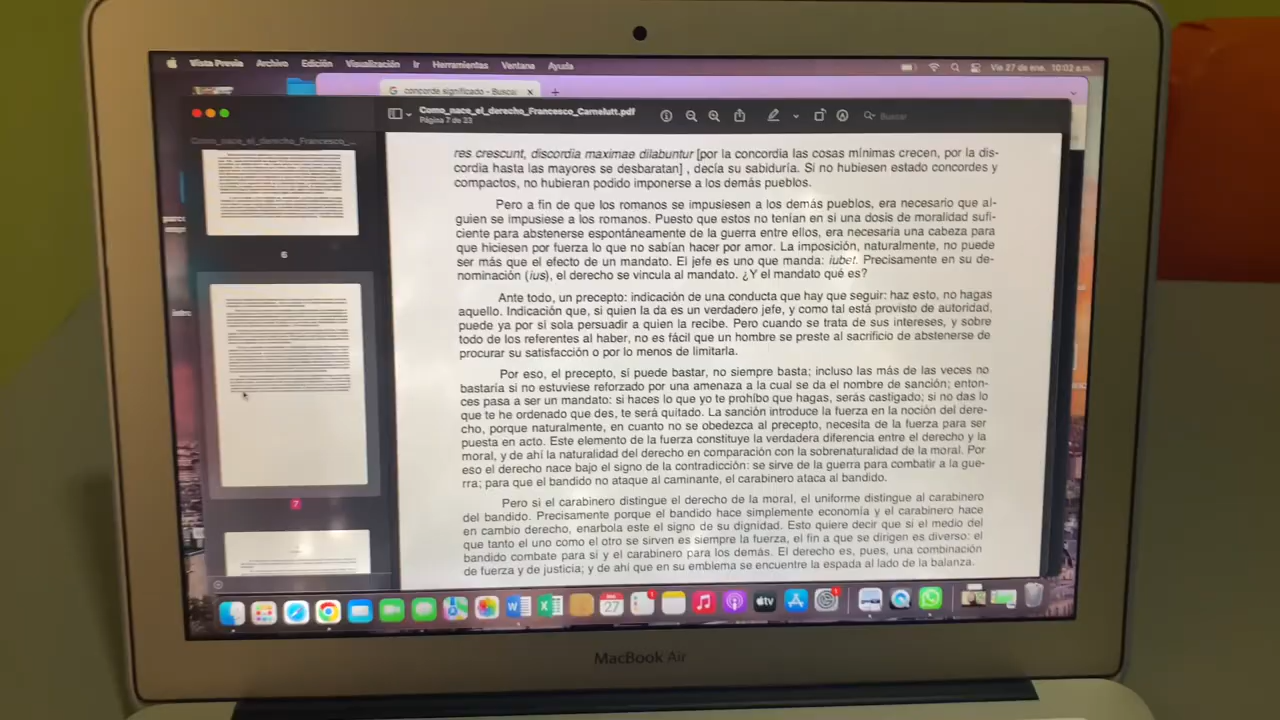 Vista Previa Archivo Edición Visualización Ir Herramientas Ventana Ayuda Vie 27 de ene. 10:02 a.m.
concorde significado - Buscar
Como_nace_el_derecho_Francesco_Carnelutt.pdf
Página 7 de 33
Buscar
Como_nace_el_derecho_Francesco_...
6
7
res crescunt, discordia maximae dilabuntur [por la concordia las cosas mínimas crecen, por la dis-
cordia hasta las mayores se desbaratan] , decía su sabiduría. Si no hubiesen estado concordes y
compactos, no hubieran podido imponerse a los demás pueblos.
Pero a fin de que los romanos se impusiesen a los demás pueblos, era necesario que al-
guien se impusiese a los romanos. Puesto que estos no tenían en sí una dosis de moralidad sufi-
ciente para abstenerse espontáneamente de la guerra entre ellos, era necesaria una cabeza para
que hiciesen por fuerza lo que no sabían hacer por amor. La imposición, naturalmente, no puede
ser más que el efecto de un mandato. El jefe es uno que manda: iubet. Precisamente en su de-
nominación (ius), el derecho se vincula al mandato. ¿Y el mandato qué es?
Ante todo, un precepto: indicación de una conducta que hay que seguir: haz esto, no hagas
aquello. Indicación que, si quien la da es un verdadero jefe, y como tal está provisto de autoridad,
puede ya por sí sola persuadir a quien la recibe. Pero cuando se trata de sus intereses, y sobre
todo de los referentes al haber, no es fácil que un hombre se preste al sacrificio de abstenerse de
procurar su satisfacción o por lo menos de limitarla.
Por eso, el precepto, si puede bastar, no siempre basta; incluso las más de las veces no
bastaría si no estuviese reforzado por una amenaza a la cual se da el nombre de sanción; enton-
ces pasa a ser un mandato: si haces lo que yo te prohíbo que hagas, serás castigado; si no das lo
que te he ordenado que des, te será quitado. La sanción introduce la fuerza en la noción del dere-
cho, porque naturalmente, en cuanto no se obedezca al precepto, necesita de la fuerza para ser
puesta en acto. Este elemento de la fuerza constituye la verdadera diferencia entre el derecho y la
moral, y de ahí la naturalidad del derecho en comparación con la sobrenaturalidad de la moral. Por
eso el derecho nace bajo el signo de la contradicción: se sirve de la guerra para combatir a la gue-
rra; para que el bandido no ataque al caminante, el carabinero ataca al bandido.
Pero si el carabinero distingue el derecho de la moral, el uniforme distingue al carabinero
del bandido. Precisamente porque el bandido hace simplemente economía y el carabinero hace
en cambio derecho, enarbola este el signo de su dignidad. Esto quiere decir que si el medio del
que tanto el uno como el otro se sirven es siempre la fuerza, el fin a que se dirigen es diverso: el
bandido combate para sí y el carabinero para los demás. El derecho es, pues, una combinación
de fuerza y de justicia; y de ahí que en su emblema se encuentre la espada al lado de la balanza.
27
tv
MacBook Air